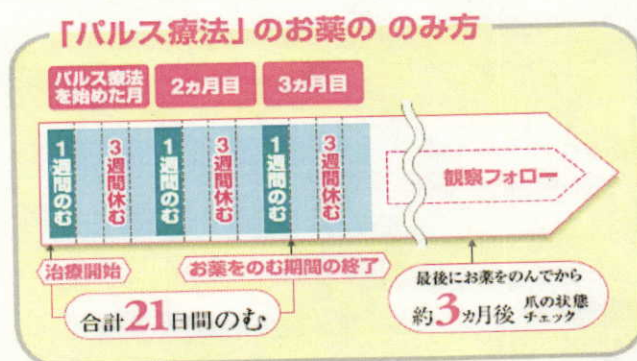 「パルス療法」のお薬の のみ方
パルス療法
を始めた月
2ヵ月目
3ヵ月目
1週間のむ
3週間休む
1週間のむ
3週間休む
1週間のむ
3週間休む
観察フォロー
治療開始
お薬をのむ期間の終了
合計21日間のむ
最後にお薬をのんでから
約3ヵ月後 爪の状態
チェック